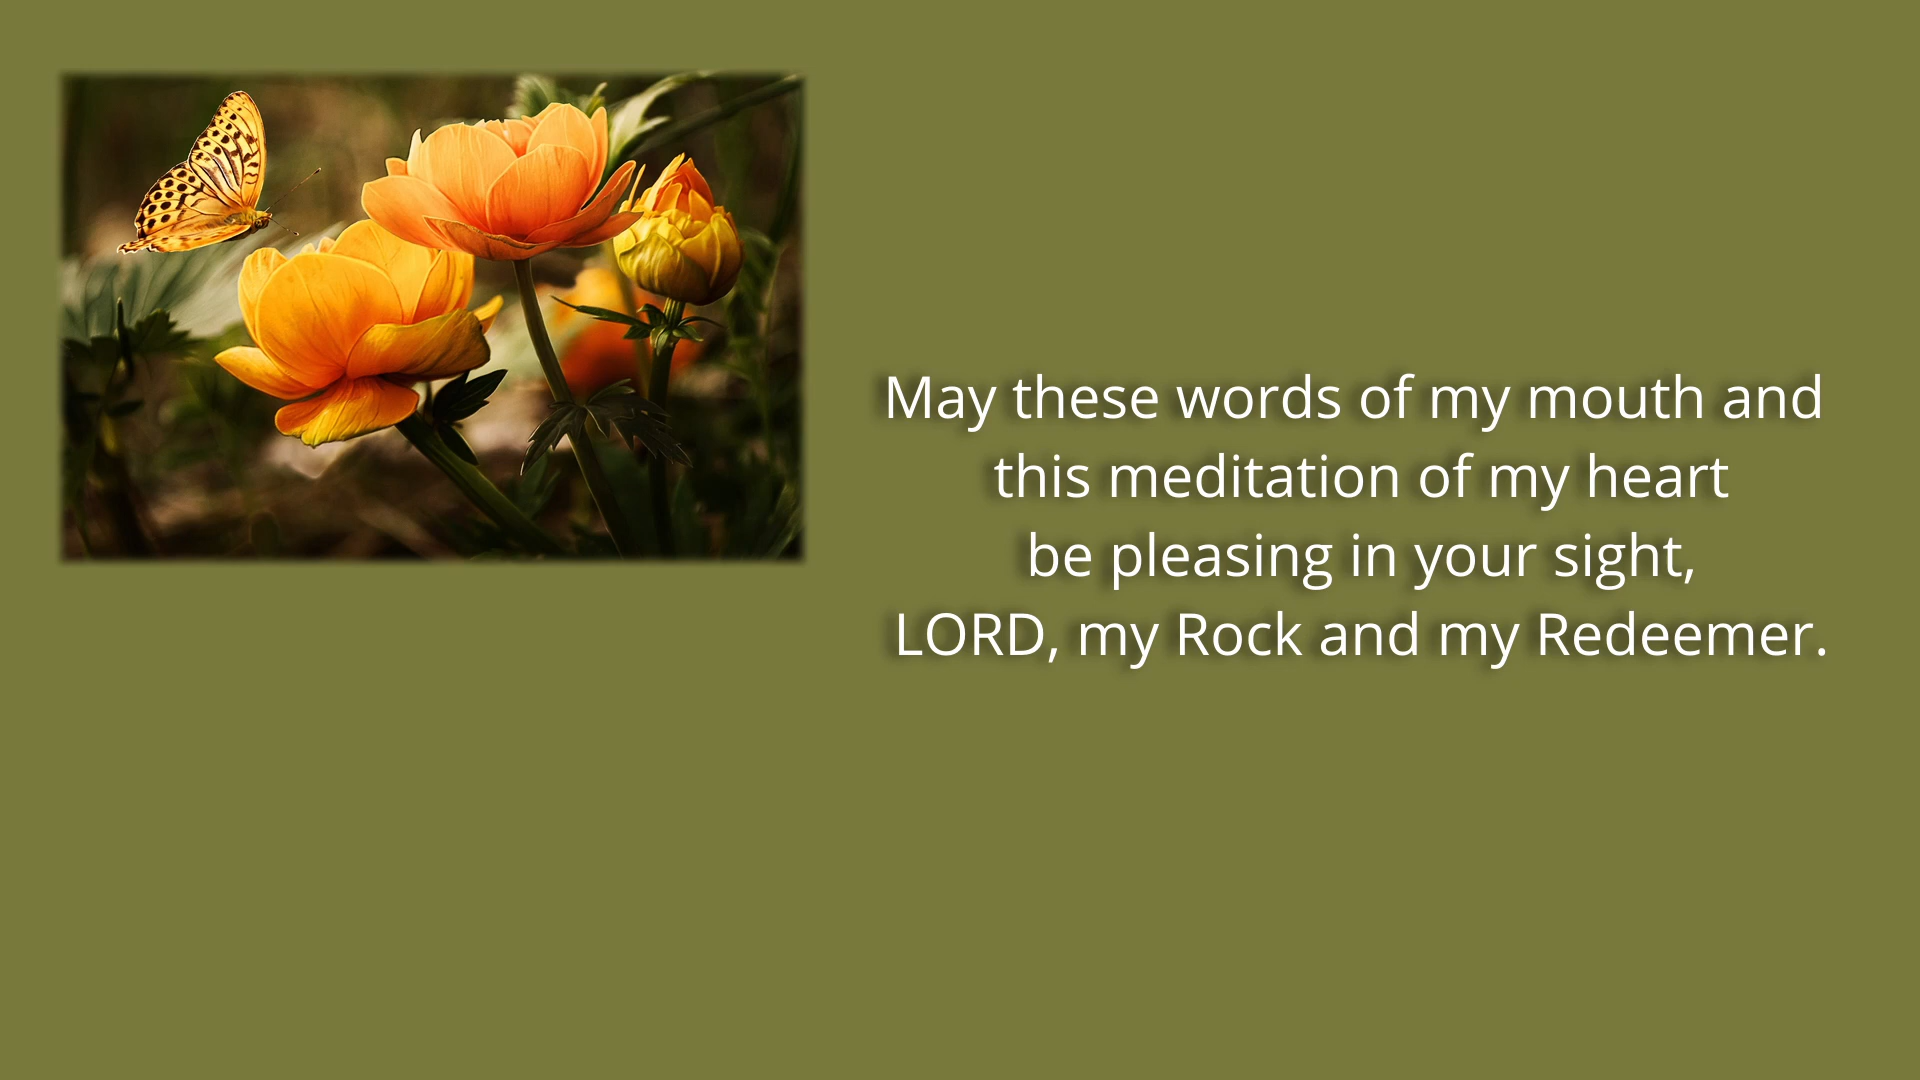 May these words of my mouth and
this meditation of my heart
be pleasing in your sight,
LORD, my Rock and my Redeemer.